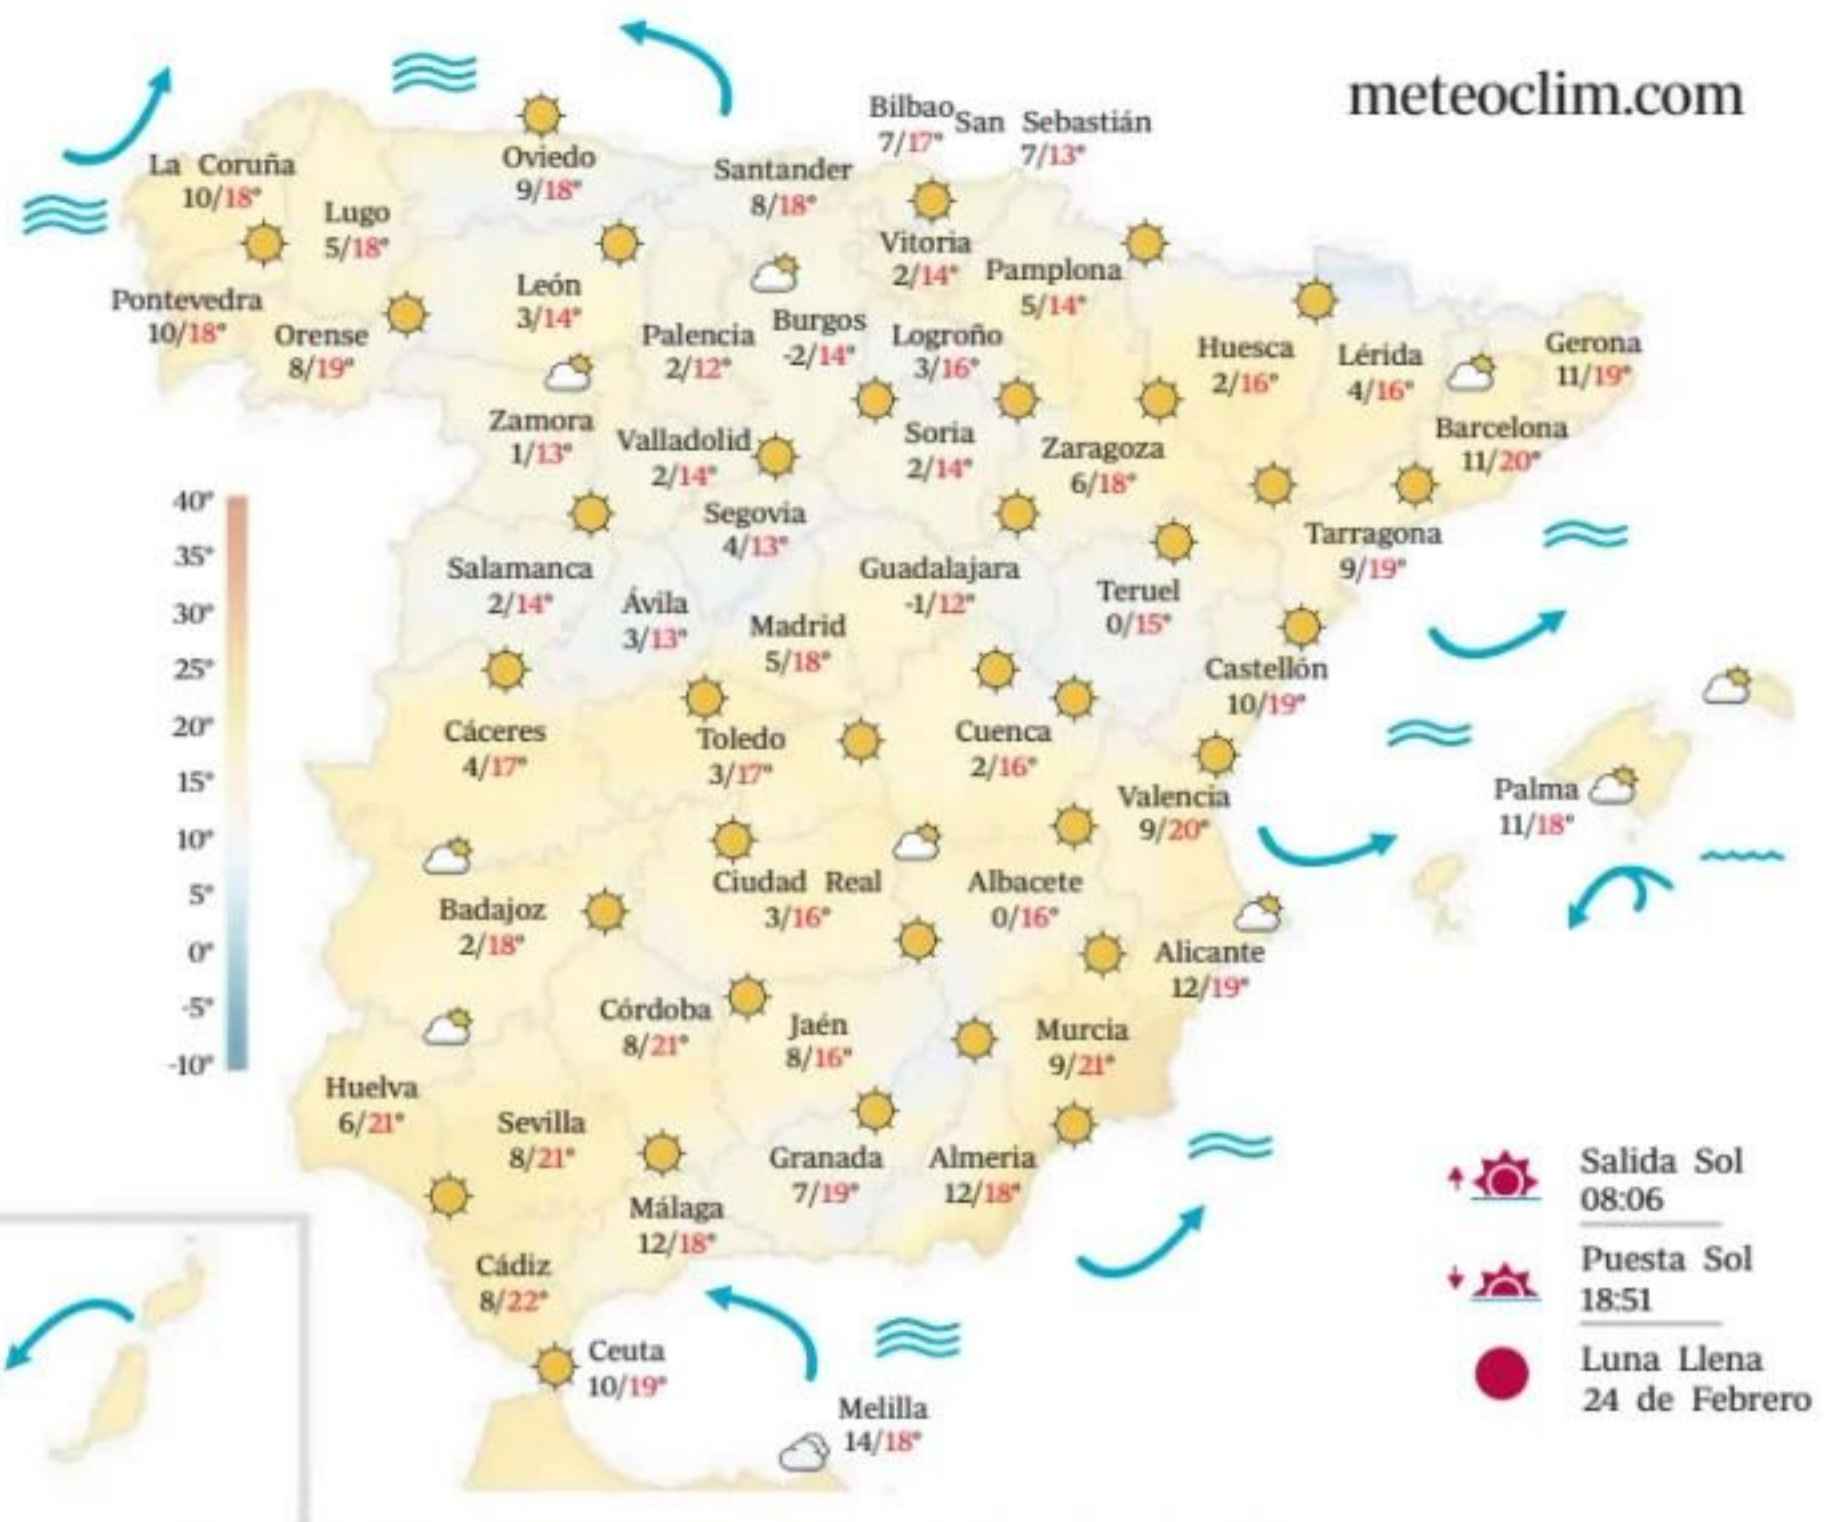 meteoclim.com
Bilbao
7/17°
San Sebastián
7/13°
La Coruña
10/18°
Oviedo
9/18°
Santander
8/18°
Lugo
5/18°
Vitoria
2/14°
Pamplona
5/14°
Pontevedra
10/18°
Orense
8/19°
León
3/14°
Palencia
2/12°
Burgos
-2/14°
Logroño
3/16°
Huesca
2/16°
Lérida
4/16°
Gerona
11/19°
Zamora
1/13°
Valladolid
2/14°
Soria
2/14°
Zaragoza
6/18°
Barcelona
11/20°
Segovia
4/13°
Tarragona
9/19°
Salamanca
2/14°
Ávila
3/13°
Madrid
5/18°
Guadalajara
-1/12°
Teruel
0/15°
Castellón
10/19°
Cáceres
4/17°
Toledo
3/17°
Cuenca
2/16°
Valencia
9/20°
Palma
11/18°
Badajoz
2/18°
Ciudad Real
3/16°
Albacete
0/16°
Alicante
12/19°
Córdoba
8/21°
Jaén
8/16°
Murcia
9/21°
Huelva
6/21°
Sevilla
8/21°
Granada
7/19°
Almeria
12/18°
Málaga
12/18°
Cádiz
8/22°
Ceuta
10/19°
Melilla
14/18°
40°
35°
30°
25°
20°
15°
10°
5°
0°
-5°
-10°
Salida Sol
08:06
Puesta Sol
18:51
Luna Llena
24 de Febrero